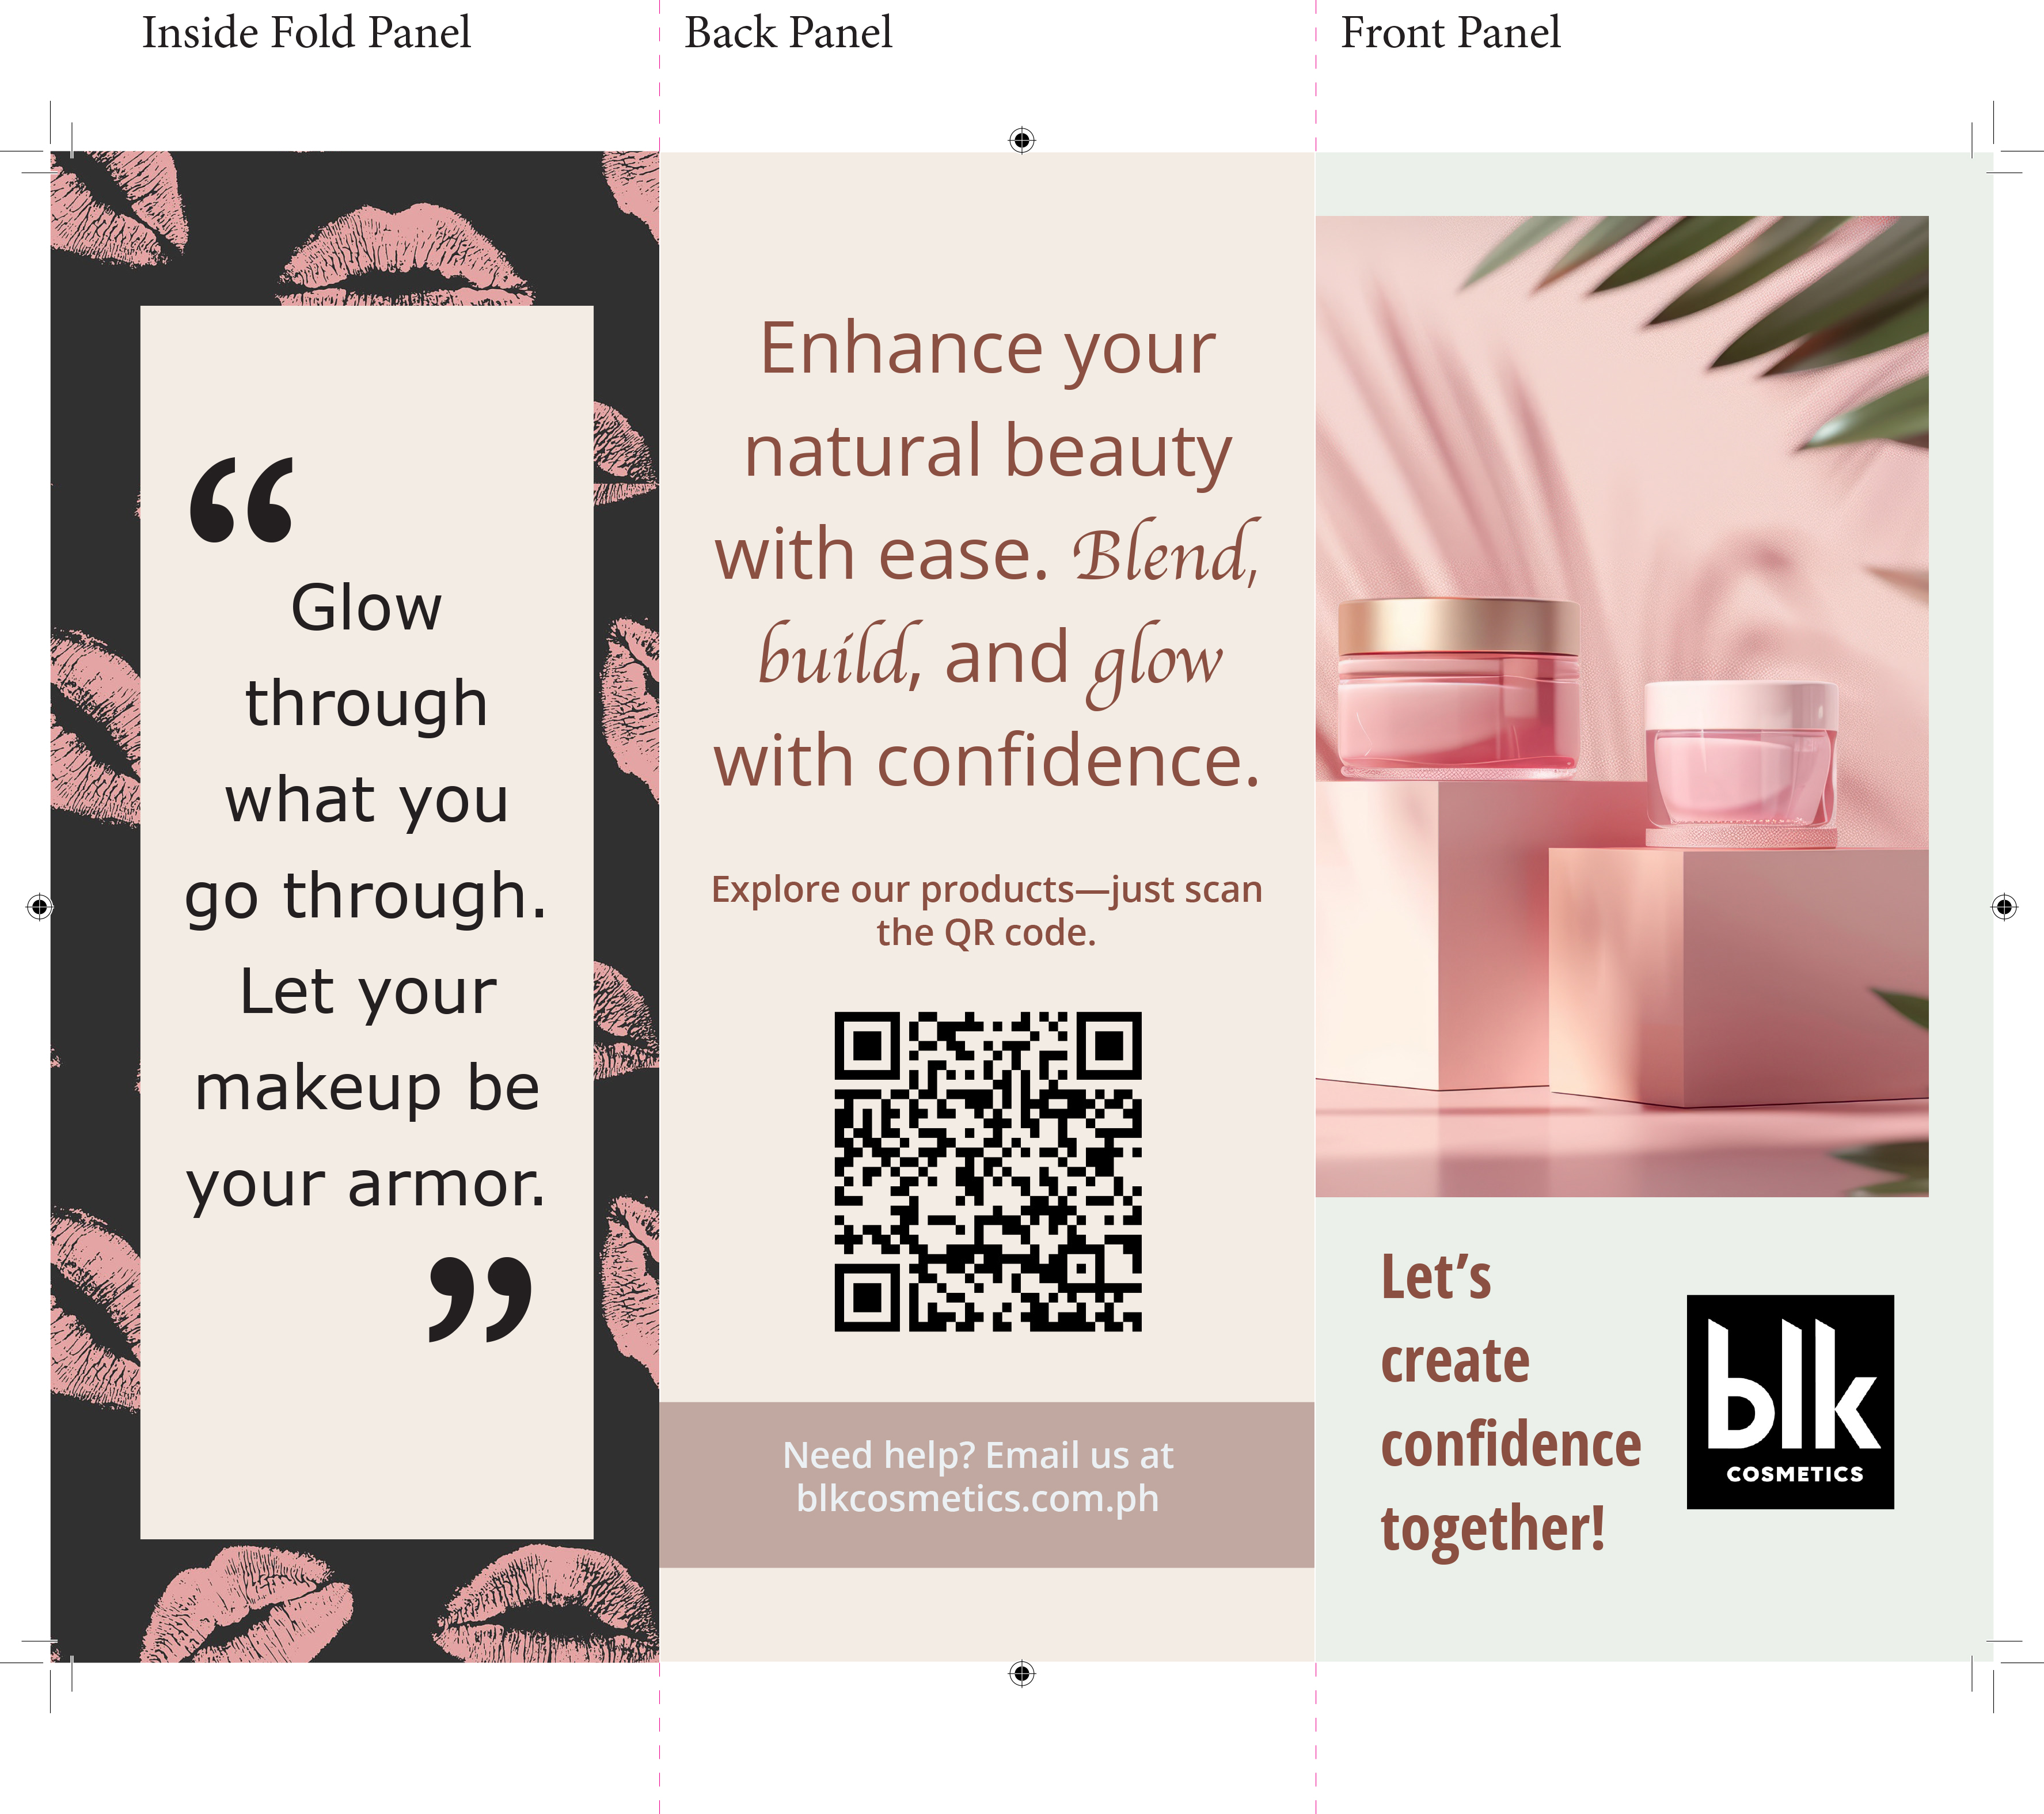 Inside Fold Panel
Back Panel
Front Panel
“
Glow
through
what you
go through.
Let your
makeup be
your armor.
”
Enhance your
natural beauty
with ease. Blend,
build, and glow
with confidence.
Explore our products—just scan
the QR code.
Need help? Email us at
blkcosmetics.com.ph
Let’s
create
confidence
together!
blk
COSMETICS